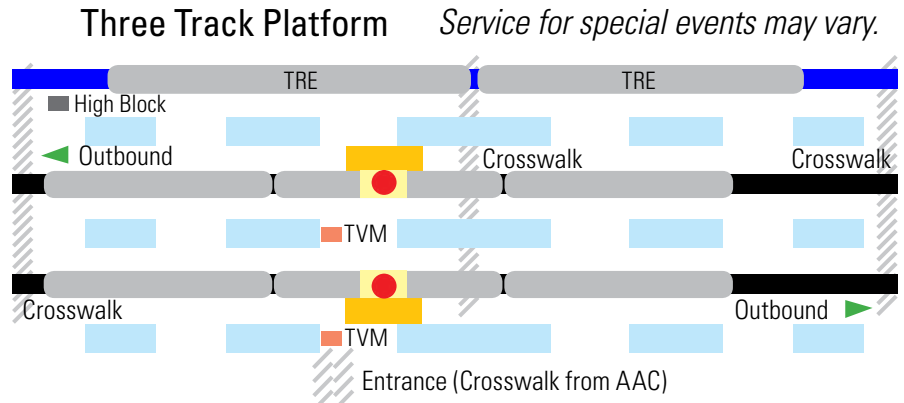 Three Track Platform
Service for special events may vary.
TRE
TRE
High Block
Outbound
Crosswalk
Crosswalk
TVM
Crosswalk
Outbound
TVM
Entrance (Crosswalk from AAC)